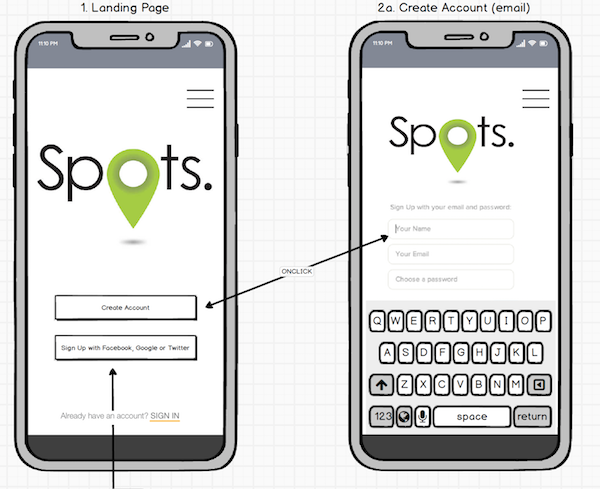 1. Landing Page
11:10 PM
Spots.
Create Account
Sign Up with Facebook, Google or Twitter
Already have an account? SIGN IN
ONCLICK
2.a. Create Account (email)
11:10 PM
Spots.
Sign Up with your email and password:
Your Name
Your Email
Choose a password
Q W E R T Y U I O P
A S D F G H J K L
Z X C V B N M
123 space return